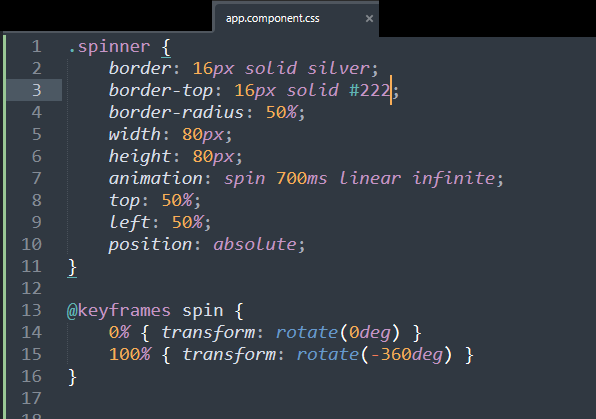 app.component.css ×
1 .spinner {
2 border: 16px solid silver;
3 border-top: 16px solid #222;
4 border-radius: 50%;
5 width: 80px;
6 height: 80px;
7 animation: spin 700ms linear infinite;
8 top: 50%;
9 left: 50%;
10 position: absolute;
11 }
12
13 @keyframes spin {
14 0% { transform: rotate(0deg) }
15 100% { transform: rotate(-360deg) }
16 }
17
18